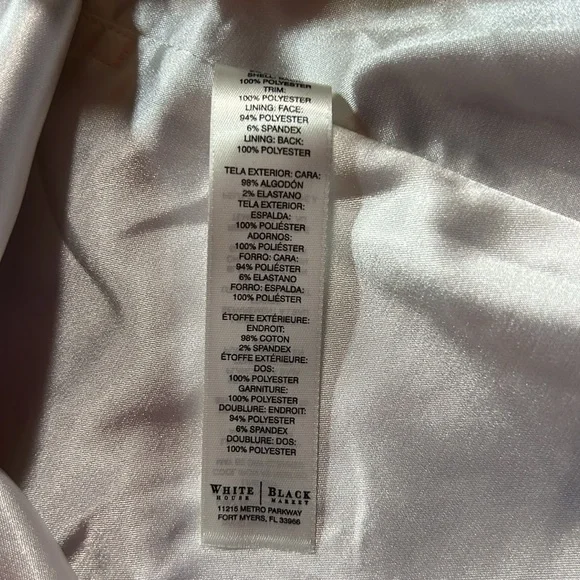 SHELL: BACK:
100% POLYESTER
TRIM:
100% POLYESTER
LINING: FACE:
94% POLYESTER
6% SPANDEX
LINING: BACK:
100% POLYESTER
TELA EXTERIOR: CARA:
98% ALGODÓN
2% ELASTANO
TELA EXTERIOR:
ESPALDA:
100% POLIÉSTER
ADORNOS:
100% POLIÉSTER
FORRO: CARA:
94% POLIÉSTER
6% ELASTANO
FORRO: ESPALDA:
100% POLIÉSTER
ÉTOFFE EXTÉRIEURE:
ENDROIT:
98% COTON
2% SPANDEX
ÉTOFFE EXTÉRIEURE:
DOS:
100% POLYESTER
GARNITURE:
100% POLYESTER
DOUBLURE: ENDROIT:
94% POLYESTER
6% SPANDEX
DOUBLURE: DOS:
100% POLYESTER
WHITE | BLACK
HOUSE | MARKET
11215 METRO PARKWAY
FORT MYERS, FL 33966